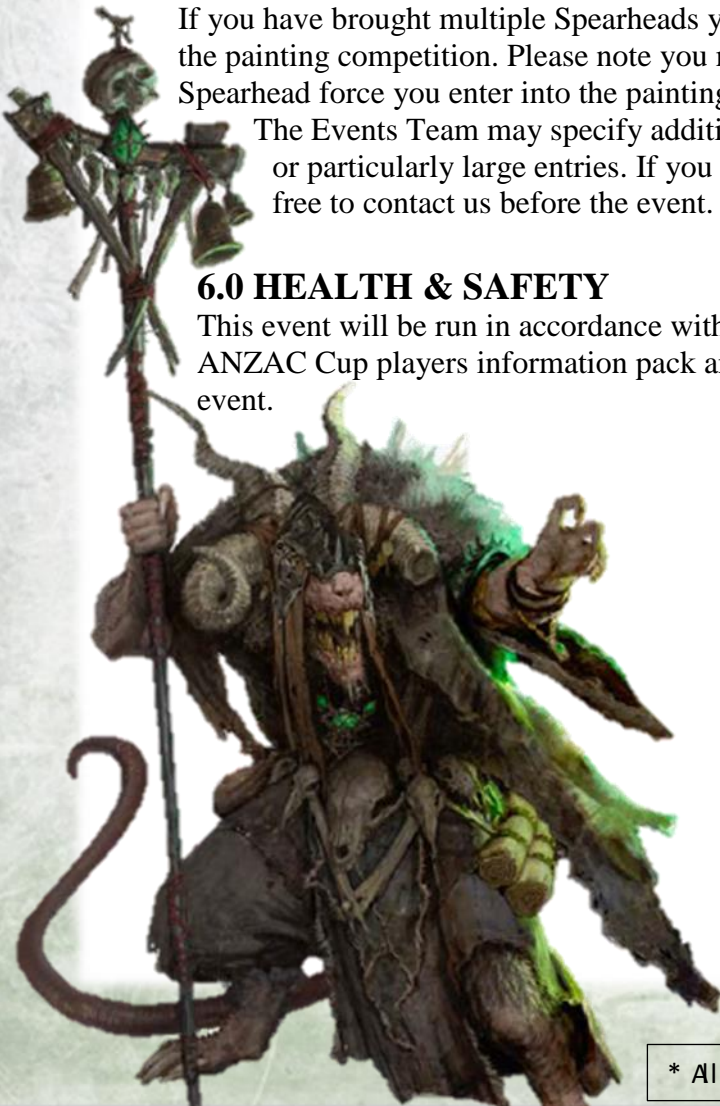 If you have brought multiple Spearheads y
the painting competition. Please note you
Spearhead force you enter into the painting
The Events Team may specify additi
or particularly large entries. If you
free to contact us before the event.
6.0 HEALTH & SAFETY
This event will be run in accordance with
ANZAC Cup players information pack a
event.
* All